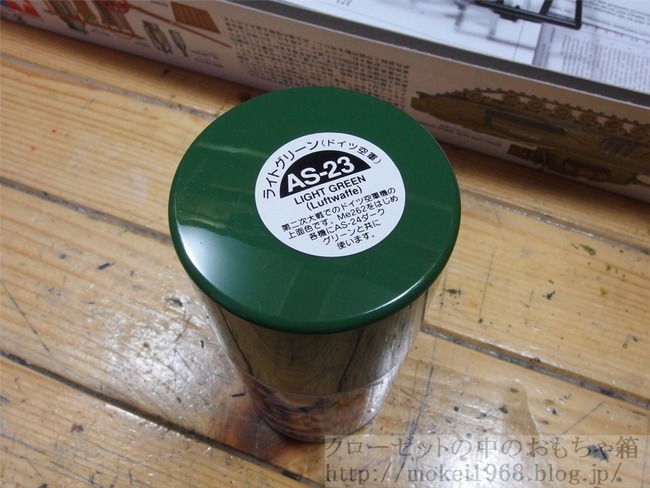 ライトグリーン(ドイツ空軍)
AS-23
LIGHT GREEN
(Luftwaffe)
第二次大戦でのドイツ空軍機の
上面色です。Me262をはじめ
各機にAS-24ダーク
グリーンと共に
使います。
クローゼットの中のおもちゃ箱
http://mokei1968.blog.jp/